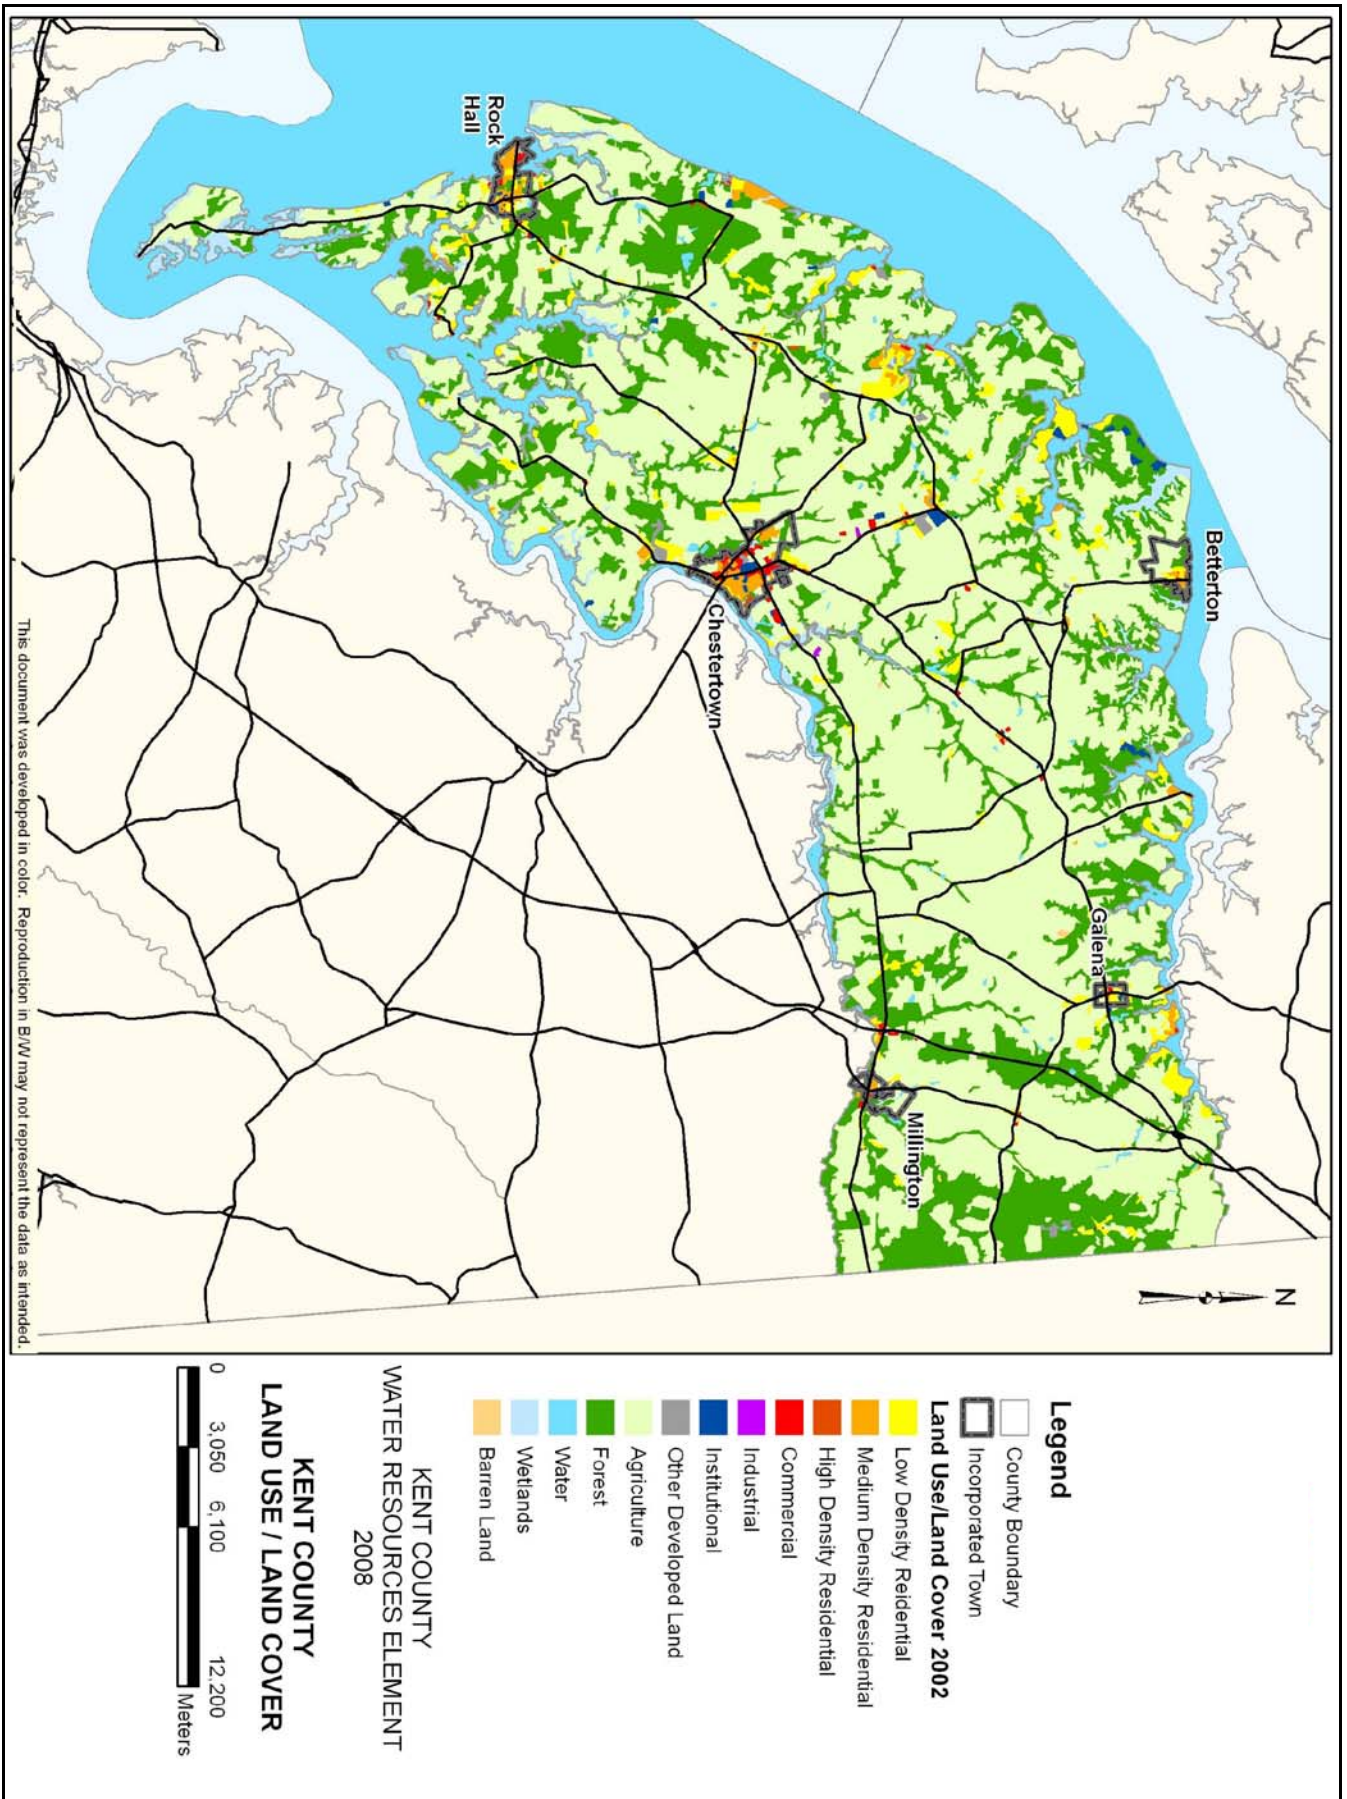 Betterton
Galena
Millington
Chestertown
Rock
Hall
N
Legend
County Boundary
Incorporated Town
Land Use/Land Cover 2002
Low Density Reidential
Medium Density Residential
High Density Residential
Commercial
Industrial
Institutional
Other Developed Land
Agriculture
Forest
Water
Wetlands
Barren Land
KENT COUNTY
WATER RESOURCES ELEMENT
2008
KENT COUNTY
LAND USE / LAND COVER
0 3,050 6,100 12,200
Meters
This document was developed in color. Reproduction in B/W may not represent the data as intended.